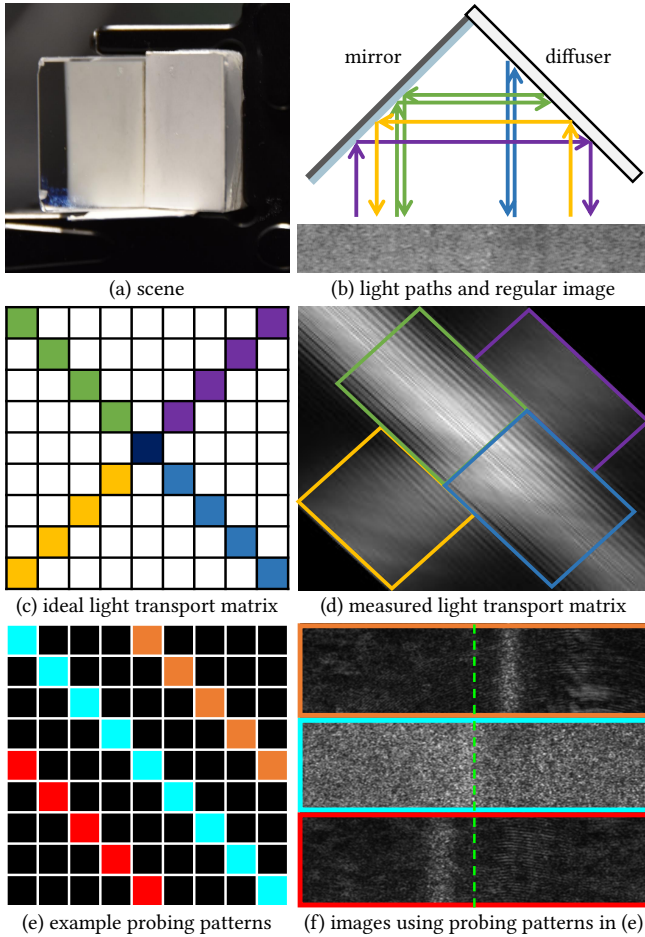 mirror
diffuser
(a) scene
(b) light paths and regular image
(c) ideal light transport matrix
(d) measured light transport matrix
(e) example probing patterns
(f) images using probing patterns in (e)